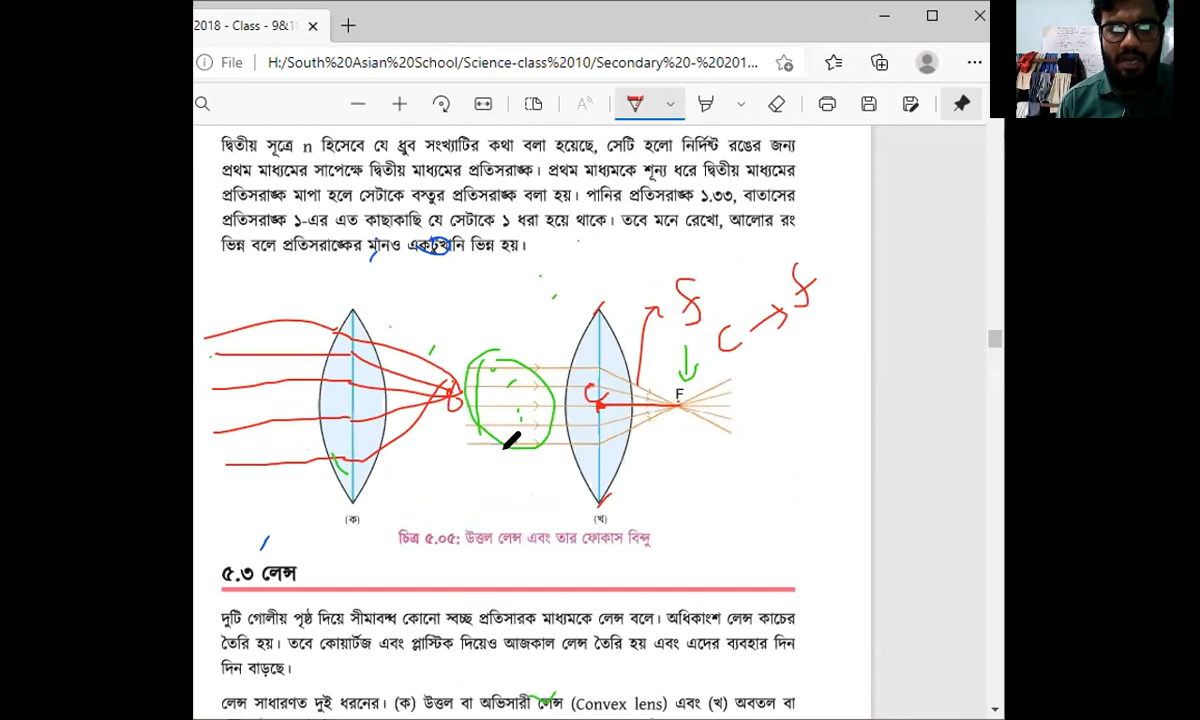 2018 - Class - 9&1
File H:/South%20Asian%20School/Science-class%2010/Secondary%20-%20201...
দ্বিতীয় সূত্রে n হিসেবে যে ধ্রুব সংখ্যাটির কথা বলা হয়েছে, সেটি হলো নির্দিষ্ট রঙের জন্য
প্রথম মাধ্যমের সাপেক্ষে দ্বিতীয় মাধ্যমের প্রতিসরাঙ্ক। প্রথম মাধ্যমকে শূন্য ধরে দ্বিতীয় মাধ্যমের
প্রতিসরাঙ্ক মাপা হলে সেটাকে বস্তুর প্রতিসরাঙ্ক বলা হয়। পানির প্রতিসরাঙ্ক ১.৩৩, বাতাসের
প্রতিসরাঙ্ক ১-এর এত কাছাকাছি যে সেটাকে ১ ধরা হয়ে থাকে। তবে মনে রেখো, আলোর রং
ভিন্ন বলে প্রতিসরাঙ্কের মানও একটুখানি ভিন্ন হয়।
f
f
C
F
C
(ক)
(খ)
চিত্র ৫.০৫: উত্তল লেন্স এবং তার ফোকাস বিন্দু
৫.৩ লেন্স
দুটি গোলীয় পৃষ্ঠ দিয়ে সীমাবদ্ধ কোনো স্বচ্ছ প্রতিসারক মাধ্যমকে লেন্স বলে। অধিকাংশ লেন্স কাচের
তৈরি হয়। তবে কোয়ার্টজ এবং প্লাস্টিক দিয়েও আজকাল লেন্স তৈরি হয় এবং এদের ব্যবহার দিন
দিন বাড়ছে।
লেন্স সাধারণত দুই ধরনের। (ক) উত্তল বা অভিসারী লেন্স (Convex lens) এবং (খ) অবতল বা